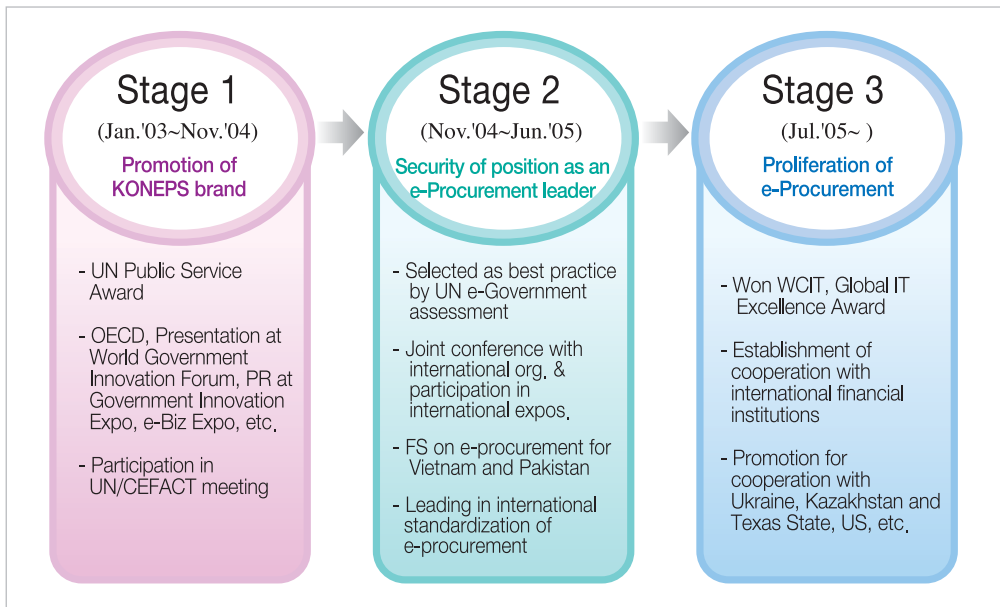 Stage 1
(Jan.'03~Nov.'04)
Promotion of
KONEPS brand
- UN Public Service
Award
- OECD, Presentation at
World Government
Innovation Forum, PR at
Government Innovation
Expo, e-Biz Expo, etc.
- Participation in
UN/CEFACT meeting
Stage 2
(Nov.'04~Jun.'05)
Security of position as an
e-Procurement leader
- Selected as best practice
by UN e-Government
assessment
- Joint conference with
international org. &
participation in
international expos.
- FS on e-procurement for
Vietnam and Pakistan
- Leading in international
standardization of
e-procurement
Stage 3
(Jul.'05~ )
Proliferation of
e-Procurement
- Won WCIT, Global IT
Excellence Award
- Establishment of
cooperation with
international financial
institutions
- Promotion for
cooperation with
Ukraine, Kazakhstan and
Texas State, US, etc.